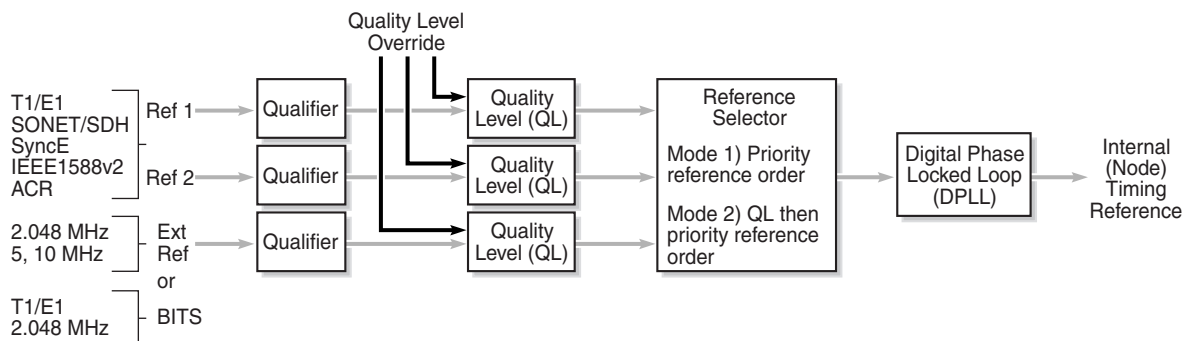 Quality Level
Override
T1/E1
SONET/SDH
SyncE
IEEE1588v2
ACR
Ref 1
Ref 2
2.048 MHz
5, 10 MHz
Ext
Ref
or
T1/E1
2.048 MHz
BITS
Qualifier
Qualifier
Qualifier
Quality
Level (QL)
Quality
Level (QL)
Quality
Level (QL)
Reference
Selector
Mode 1) Priority
reference order
Mode 2) QL then
priority reference
order
Digital Phase
Locked Loop
(DPLL)
Internal
(Node)
Timing
Reference